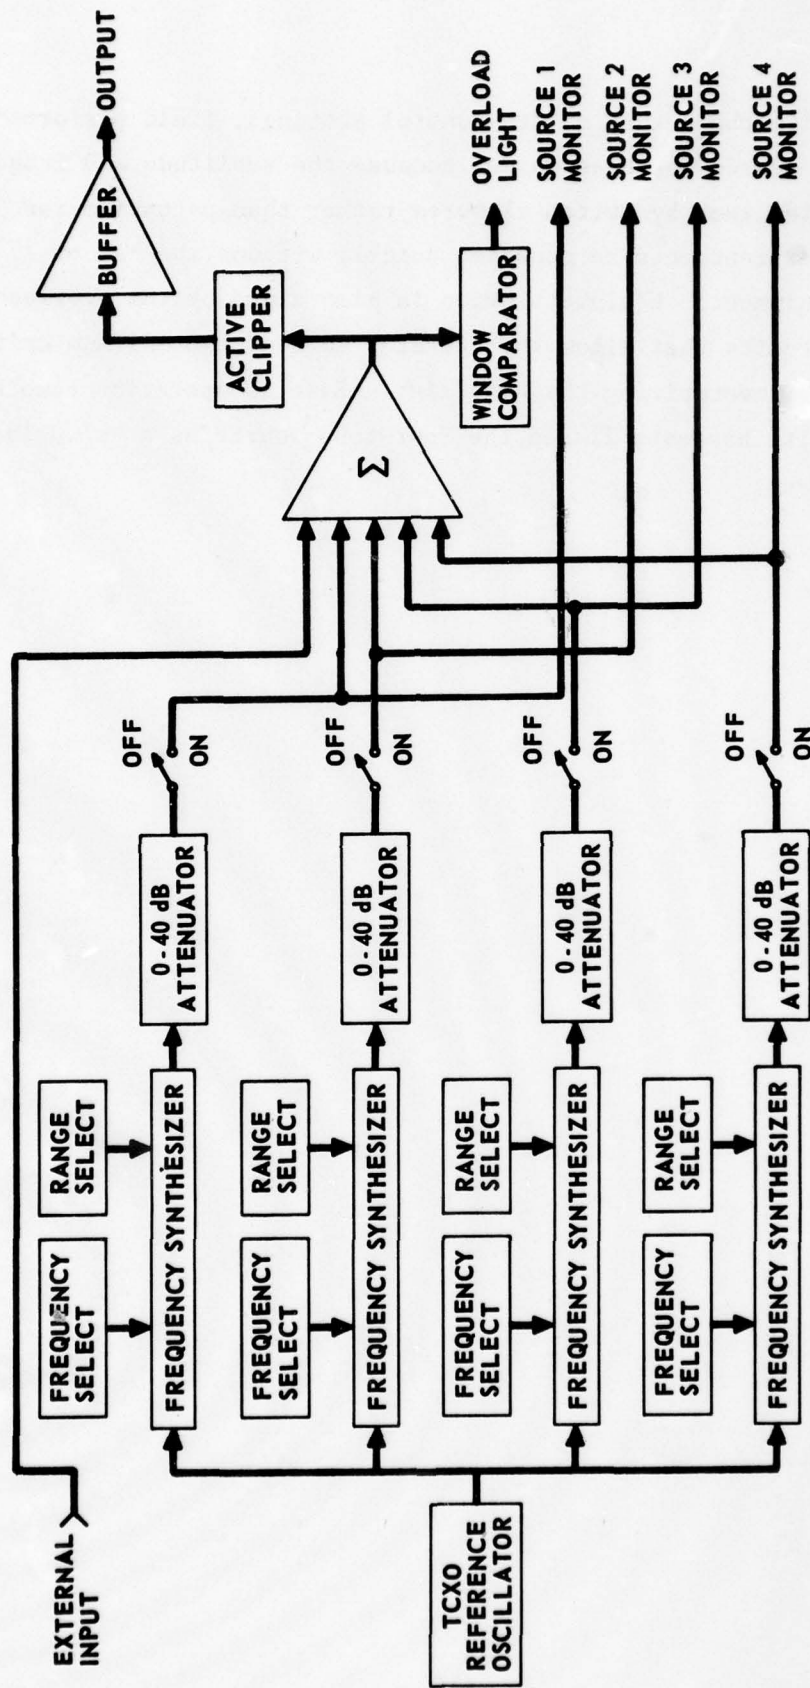 EXTERNAL
INPUT
TCXO
REFERENCE
OSCILLATOR
FREQUENCY
SELECT
RANGE
SELECT
FREQUENCY SYNTHESIZER
0-40 dB
ATTENUATOR
OFF
ON
FREQUENCY
SELECT
RANGE
SELECT
FREQUENCY SYNTHESIZER
0-40 dB
ATTENUATOR
OFF
ON
FREQUENCY
SELECT
RANGE
SELECT
FREQUENCY SYNTHESIZER
0-40 dB
ATTENUATOR
OFF
ON
FREQUENCY
SELECT
RANGE
SELECT
FREQUENCY SYNTHESIZER
0-40 dB
ATTENUATOR
OFF
ON
Σ
ACTIVE
CLIPPER
BUFFER
OUTPUT
WINDOW
COMPARATOR
OVERLOAD
LIGHT
SOURCE 1
MONITOR
SOURCE 2
MONITOR
SOURCE 3
MONITOR
SOURCE 4
MONITOR